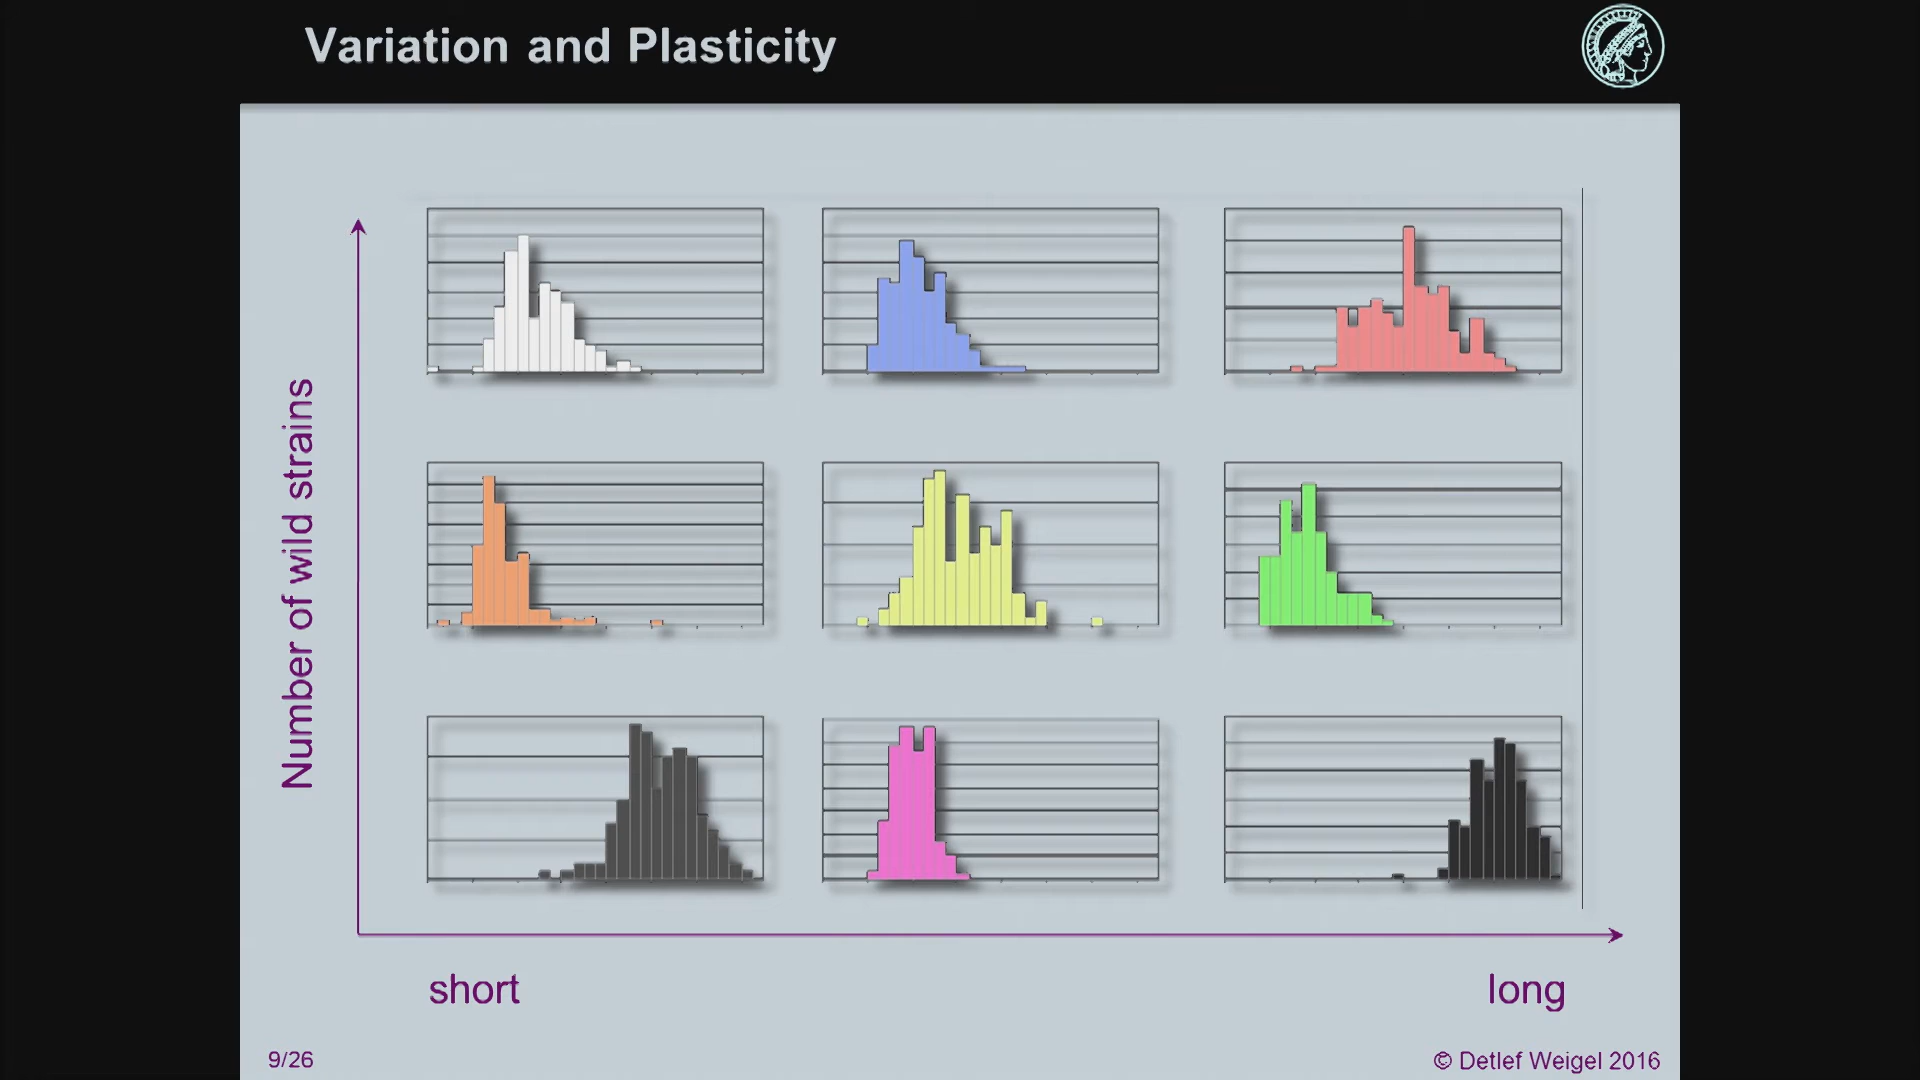 Variation and Plasticity
Number of wild strains
short
long
9/26
© Detlef Weigel 2016